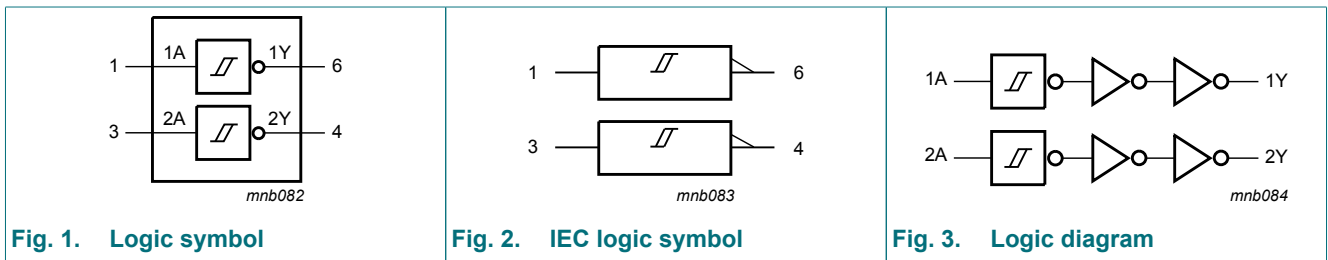 1 1A 1Y 6
3 2A 2Y 4
mnb082
Fig. 1. Logic symbol
1 6
3 4
mnb083
Fig. 2. IEC logic symbol
1A 1Y
2A 2Y
mnb084
Fig. 3. Logic diagram